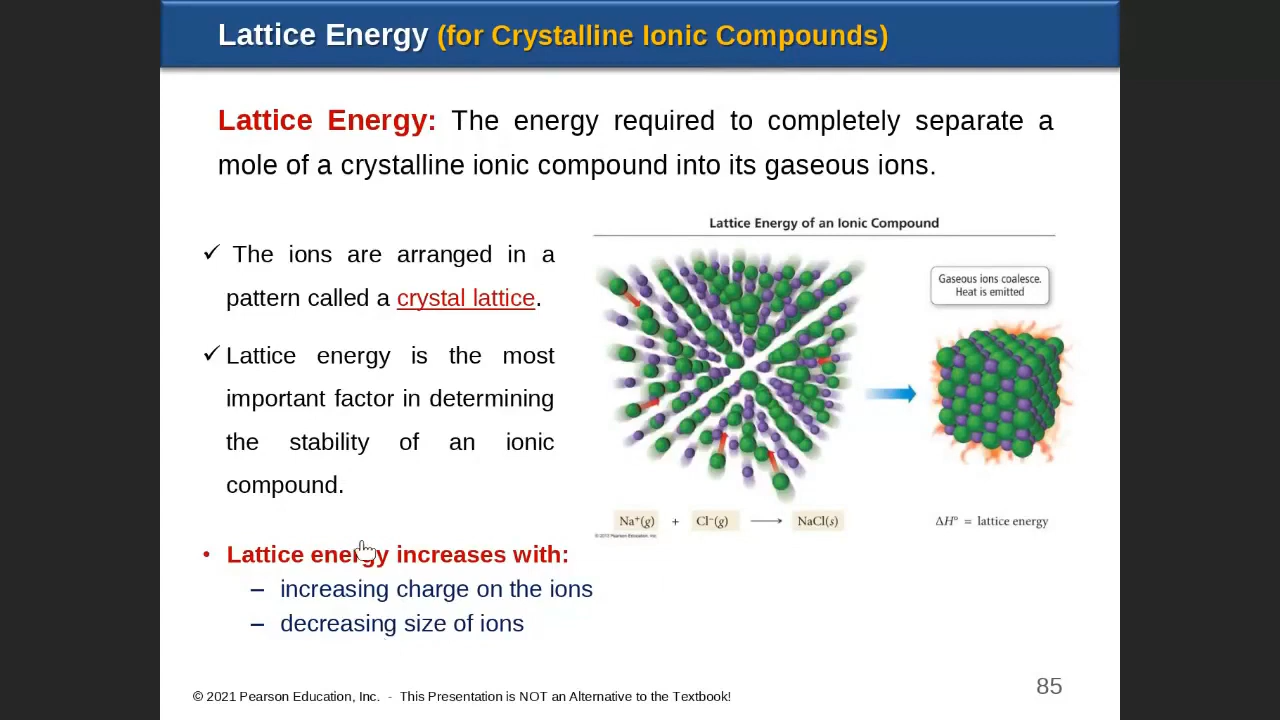 Lattice Energy (for Crystalline Ionic Compounds)
Lattice Energy: The energy required to completely separate a
mole of a crystalline ionic compound into its gaseous ions.
✓ The ions are arranged in a
pattern called a crystal lattice.
✓ Lattice energy is the most
important factor in determining
the stability of an ionic
compound.
• Lattice energy increases with:
– increasing charge on the ions
– decreasing size of ions
Lattice Energy of an Ionic Compound
Gaseous ions coalesce.
Heat is emitted
Na⁺(g) + Cl⁻(g) ⟶ NaCl(s)
ΔH° = lattice energy
© 2013 Pearson Education, Inc.
© 2021 Pearson Education, Inc. - This Presentation is NOT an Alternative to the Textbook!
85